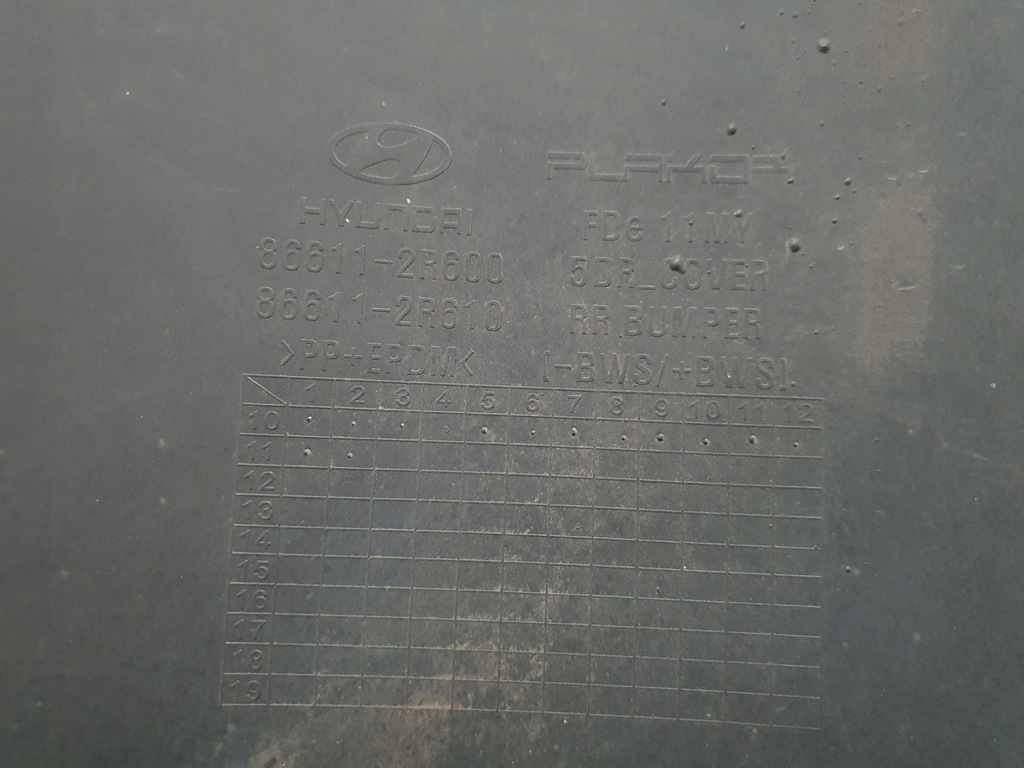 HYUNDAI
86611-2R600
86611-2R610
>PP+EPDM<
PLAKOR
FDe 11MY
5DR_COVER
RR BUMPER
(-BWS/+BWS).
1 2 3 4 5 6 7 8 9 10 11 12
10
11
12
13
14
15
16
17
18
19